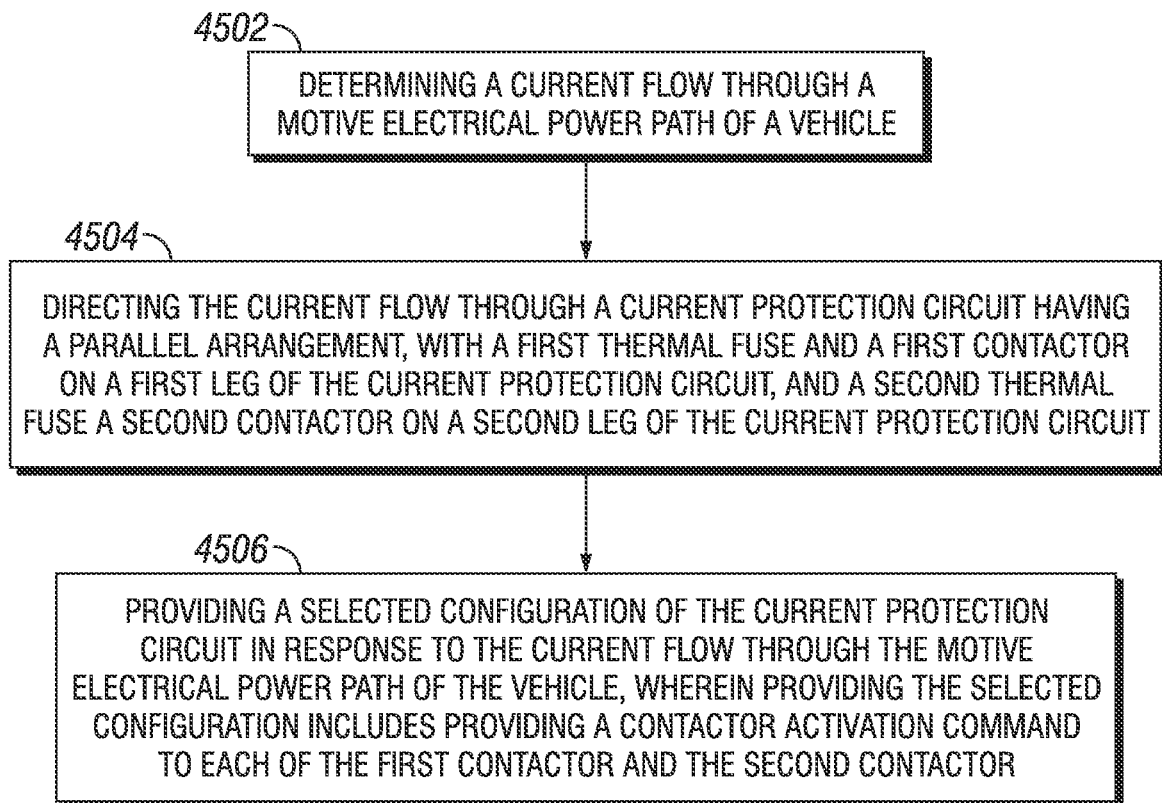 4502
DETERMINING A CURRENT FLOW THROUGH A
MOTIVE ELECTRICAL POWER PATH OF A VEHICLE
4504
DIRECTING THE CURRENT FLOW THROUGH A CURRENT PROTECTION CIRCUIT HAVING
A PARALLEL ARRANGEMENT, WITH A FIRST THERMAL FUSE AND A FIRST CONTACTOR
ON A FIRST LEG OF THE CURRENT PROTECTION CIRCUIT, AND A SECOND THERMAL
FUSE A SECOND CONTACTOR ON A SECOND LEG OF THE CURRENT PROTECTION CIRCUIT
4506
PROVIDING A SELECTED CONFIGURATION OF THE CURRENT PROTECTION
CIRCUIT IN RESPONSE TO THE CURRENT FLOW THROUGH THE MOTIVE
ELECTRICAL POWER PATH OF THE VEHICLE, WHEREIN PROVIDING THE SELECTED
CONFIGURATION INCLUDES PROVIDING A CONTACTOR ACTIVATION COMMAND
TO EACH OF THE FIRST CONTACTOR AND THE SECOND CONTACTOR